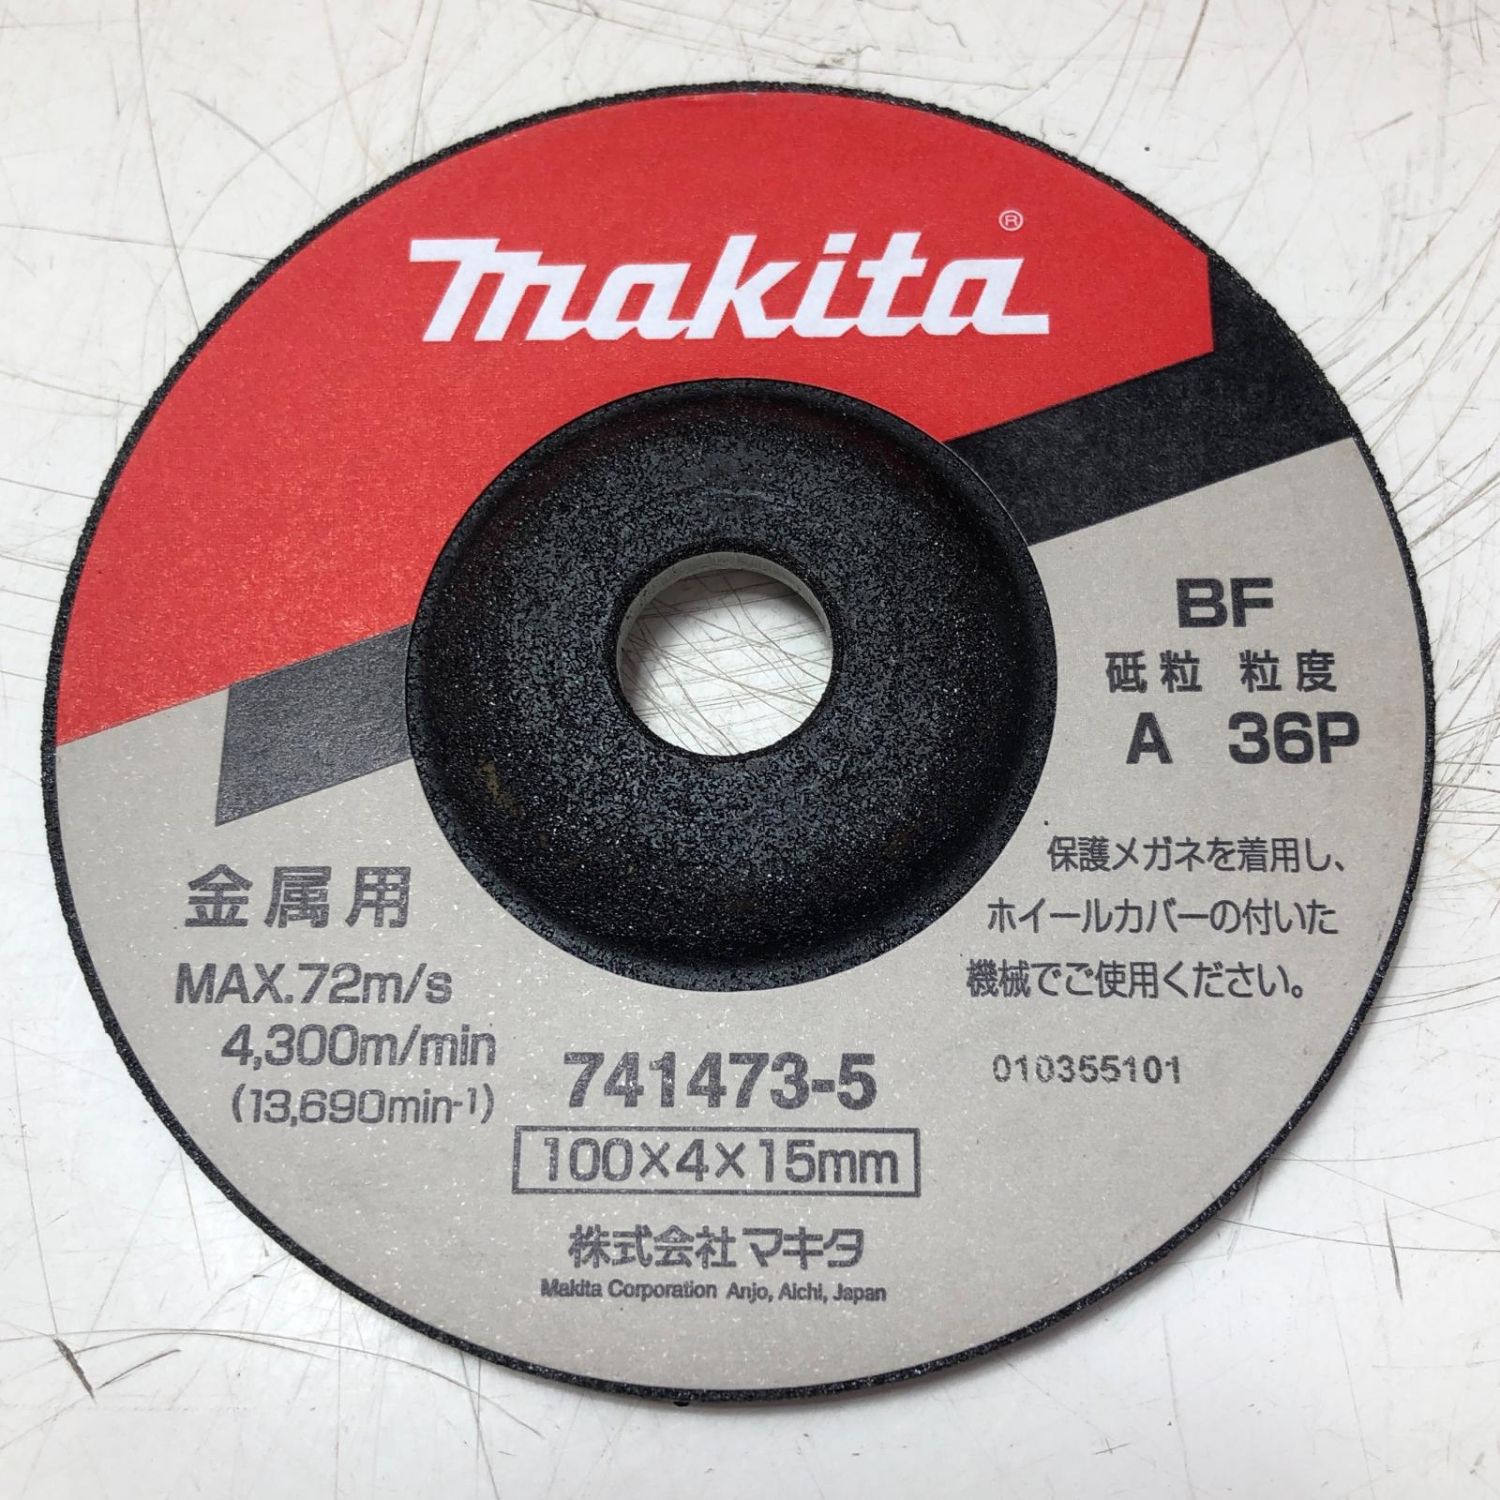 makita®
BF
砥粒 粒度
A 36P
保護メガネを着用し、
ホイールカバーの付いた
機械でご使用ください。
010355101
金属用
MAX.72m/s
4,300m/min
(13,690min⁻¹)
741473-5
100×4×15mm
株式会社マキタ
Makita Corporation Anjo, Aichi, Japan